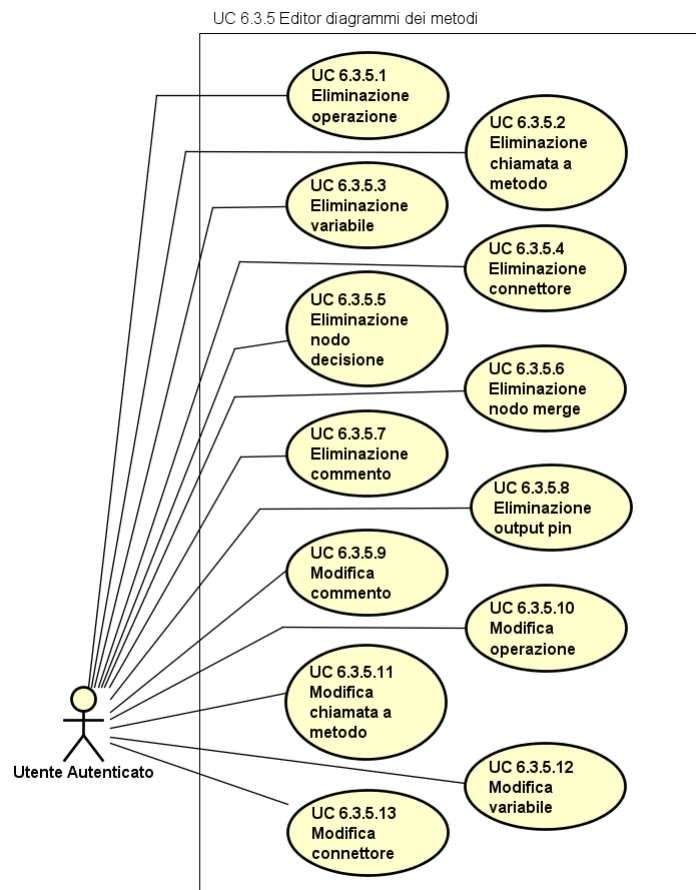 UC 6.3.5 Editor diagrammi dei metodi
UC 6.3.5.1
Eliminazione
operazione
UC 6.3.5.2
Eliminazione
chiamata a
metodo
UC 6.3.5.3
Eliminazione
variabile
UC 6.3.5.4
Eliminazione
connettore
UC 6.3.5.5
Eliminazione
nodo
decisione
UC 6.3.5.6
Eliminazione
nodo merge
UC 6.3.5.7
Eliminazione
commento
UC 6.3.5.8
Eliminazione
output pin
UC 6.3.5.9
Modifica
commento
UC 6.3.5.10
Modifica
operazione
UC 6.3.5.11
Modifica
chiamata a
metodo
Utente Autenticato
UC 6.3.5.12
Modifica
variabile
UC 6.3.5.13
Modifica
connettore